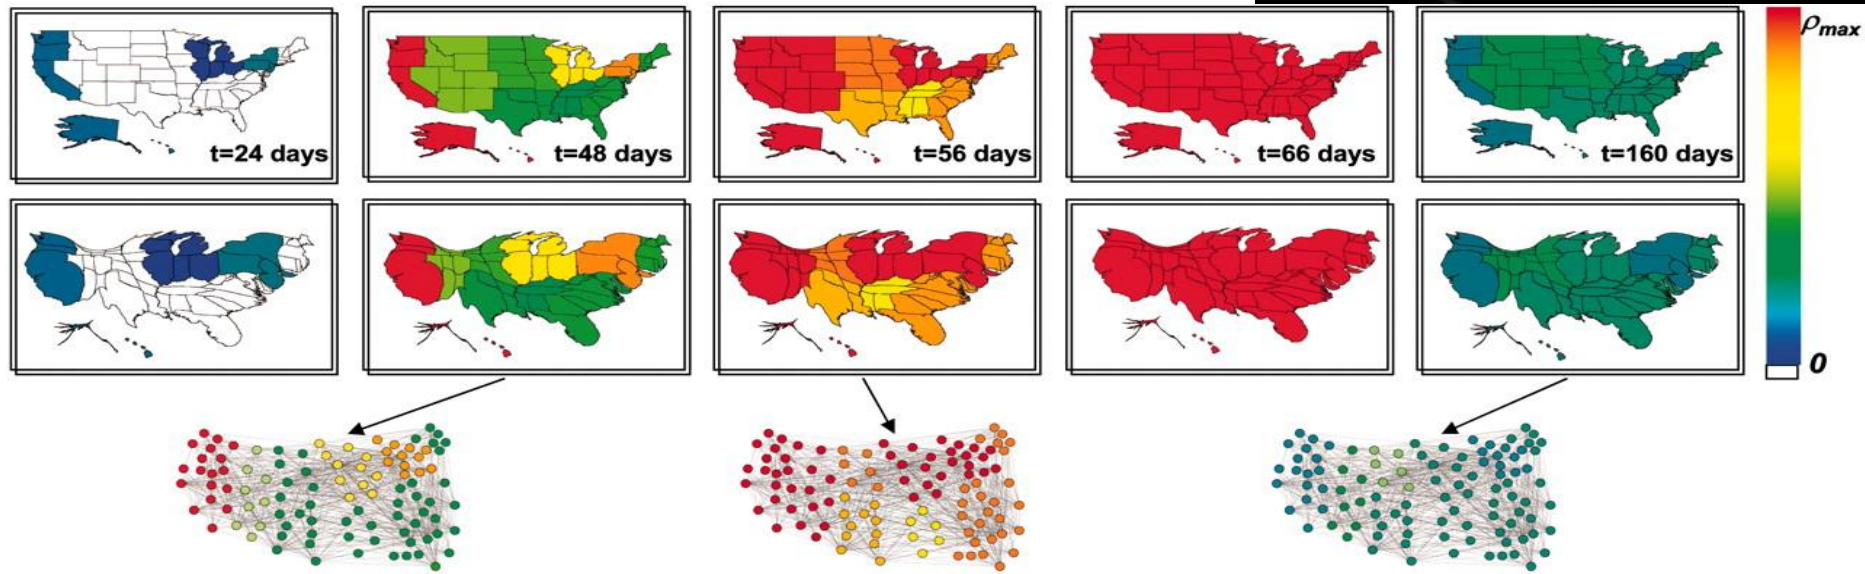 t=24 days
t=48 days
t=56 days
t=66 days
t=160 days
ρmax
0